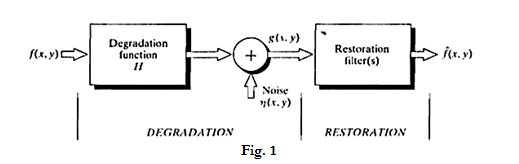 f(x, y)
Degradation
function
H
+
g(x, y)
Noise
η(x, y)
Restoration
filter(s)
f̂(x, y)
DEGRADATION
RESTORATION
Fig. 1